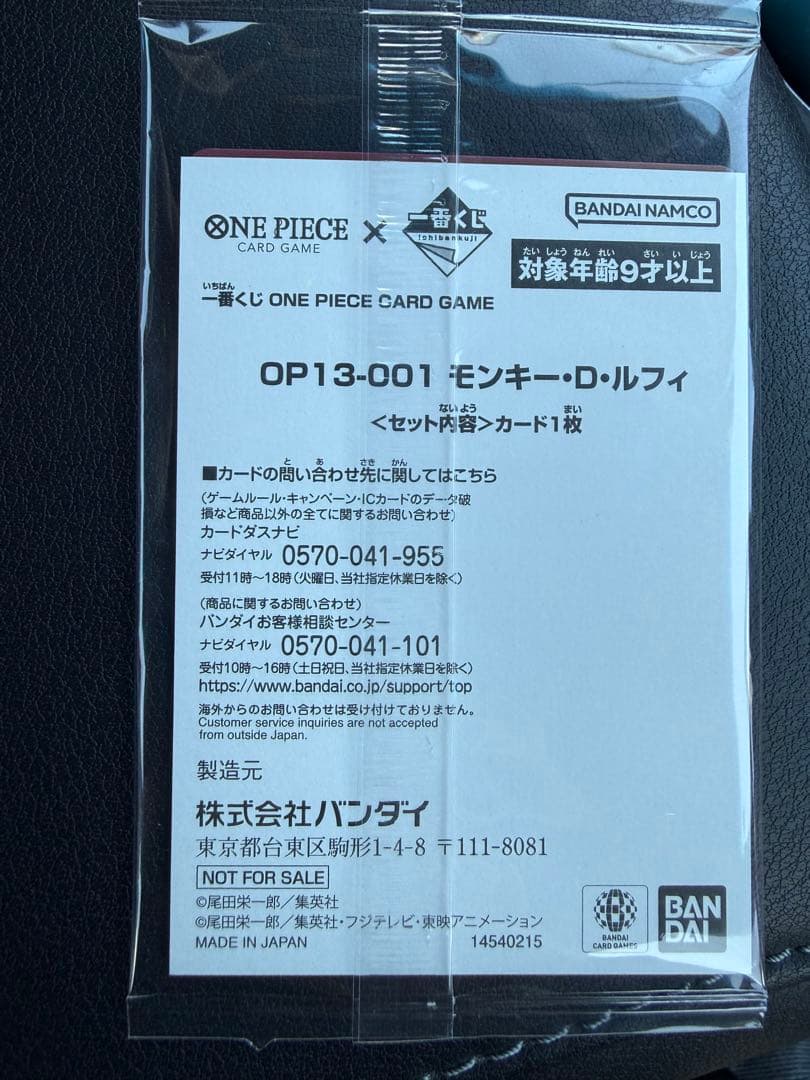 ONE PIECE
CARD GAME
×
一番くじ
ichibankuji
BANDAI NAMCO
たいしょうねんれい さいいじょう
対象年齢9才以上
いちばん
一番くじ ONE PIECE CARD GAME
OP13-001 モンキー・D・ルフィ
ないよう まい
<セット内容>カード1枚
と あ さき かん
■カードの問い合わせ先に関してはこちら
(ゲームルール・キャンペーン・ICカードのデータ破
損など商品以外の全てに関するお問い合わせ)
カードダスナビ
ナビダイヤル 0570-041-955
受付11時〜18時(火曜日、当社指定休業日を除く)
(商品に関するお問い合わせ)
バンダイお客様相談センター
ナビダイヤル 0570-041-101
受付10時〜16時(土日祝日、当社指定休業日を除く)
https://www.bandai.co.jp/support/top
海外からのお問い合わせは受け付けておりません。
Customer service inquiries are not accepted
from outside Japan.
製造元
株式会社バンダイ
東京都台東区駒形1-4-8 〒111-8081
NOT FOR SALE
©尾田栄一郎/集英社
©尾田栄一郎/集英社・フジテレビ・東映アニメーション
MADE IN JAPAN 14540215
BANDAI
CARD GAMES
BAN
DAI